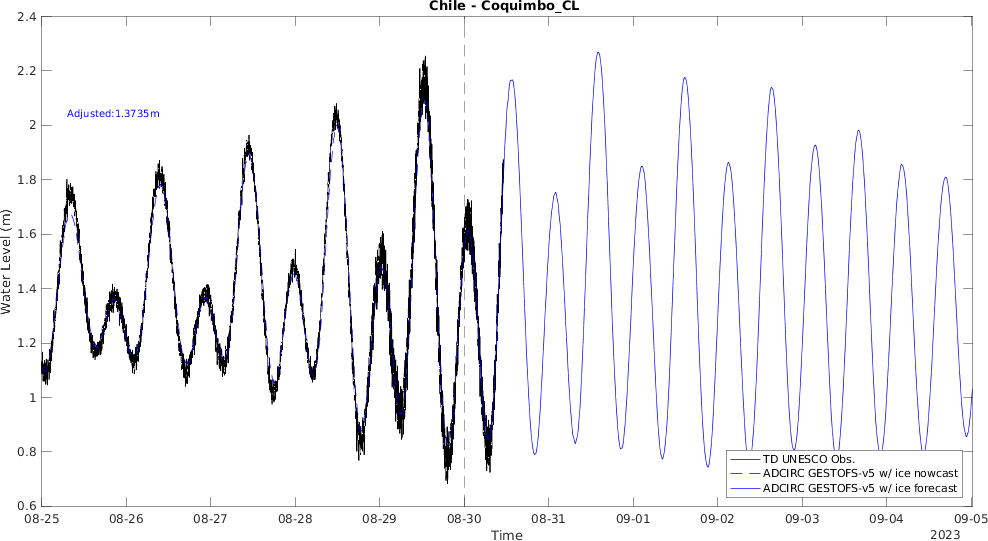 Chile - Coquimbo_CL
2.4
2.2
2
1.8
1.6
1.4
1.2
1
0.8
0.6
Water Level (m)
Adjusted:1.3735m
TD UNESCO Obs.
ADCIRC GESTOFS-v5 w/ ice nowcast
ADCIRC GESTOFS-v5 w/ ice forecast
08-25 08-26 08-27 08-28 08-29 08-30 08-31 09-01 09-02 09-03 09-04 09-05
Time
2023